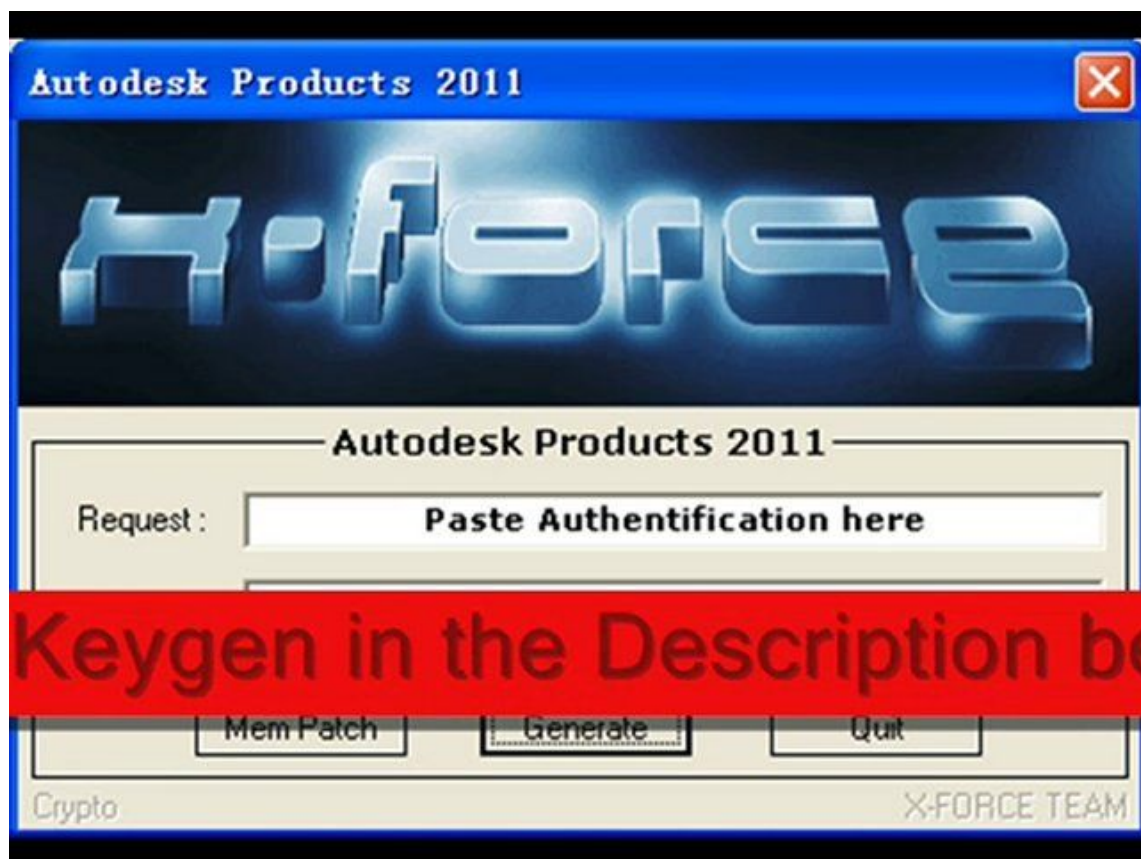 Autodesk Products 2011
x-force
Autodesk Products 2011
Request :
Paste Authentification here
Keygen in the Description be
Mem Patch
Generate
Quit
Crypto
X-FORCE TEAM